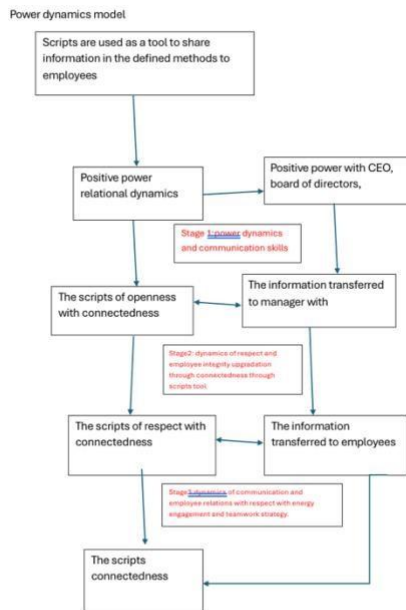 Power dynamics model
Scripts are used as a tool to share
information in the defined methods to
employees
Positive power
relational dynamics
Positive power with CEO,
board of directors,
Stage 1:power dynamics
and communication skills
The scripts of openness
with connectedness
The information transferred
to manager with
Stage2: dynamics of respect and
employee integrity upgradation
through connectedness through
scripts tool.
The scripts of respect with
connectedness
The information
transferred to employees
Stage3:dynamics of communication and
employee relations with respect with energy
engagement and teamwork strategy.
The scripts
connectedness